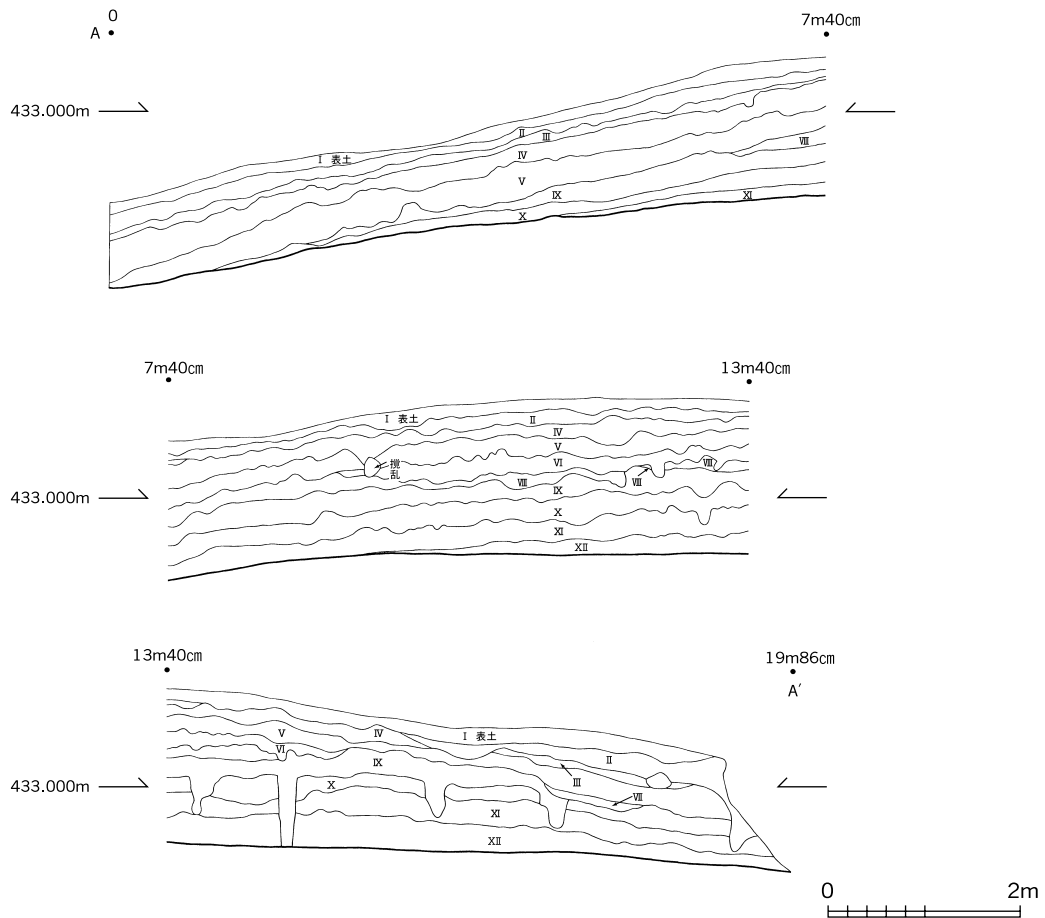 0
7m40㎝
A
433.000m
Ⅱ
Ⅲ
Ⅷ
Ⅰ 表土
Ⅳ
Ⅴ
Ⅸ
Ⅺ
Ⅹ
7m40㎝
13m40㎝
Ⅰ 表土
Ⅱ
Ⅳ
Ⅴ
攪乱
Ⅵ
Ⅷ
Ⅷ
Ⅷ
433.000m
Ⅸ
Ⅹ
Ⅺ
Ⅻ
13m40㎝
19m86㎝
A′
Ⅴ
Ⅳ
Ⅰ 表土
Ⅵ
Ⅸ
Ⅱ
Ⅲ
433.000m
Ⅹ
Ⅶ
Ⅺ
Ⅻ
0
2m